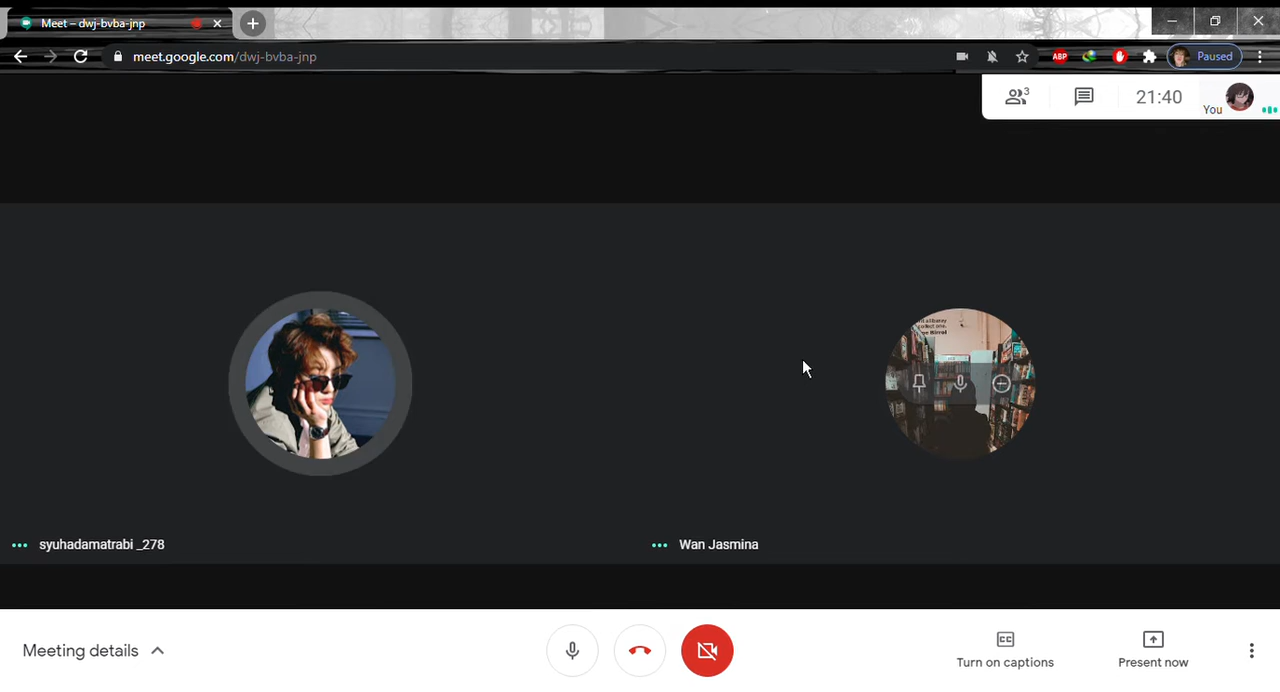 Meet – dwj-bvba-jnp
meet.google.com/dwj-bvba-jnp
ABP
Paused
3
21:40
You
syuhadamatrabi _278
Wan Jasmina
Meeting details
CC
Turn on captions
Present now